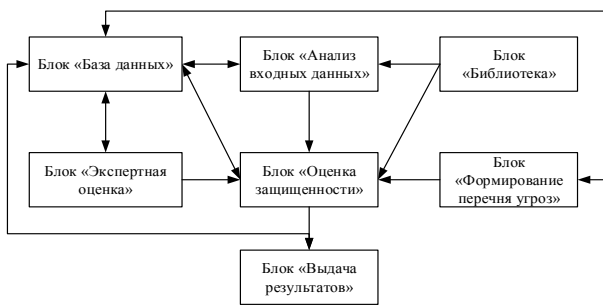 Блок «База данных»
Блок «Анализ
входных данных»
Блок
«Библиотека»
Блок «Экспертная
оценка»
Блок «Оценка
защищенности»
Блок
«Формирование
перечня угроз»
Блок «Выдача
результатов»